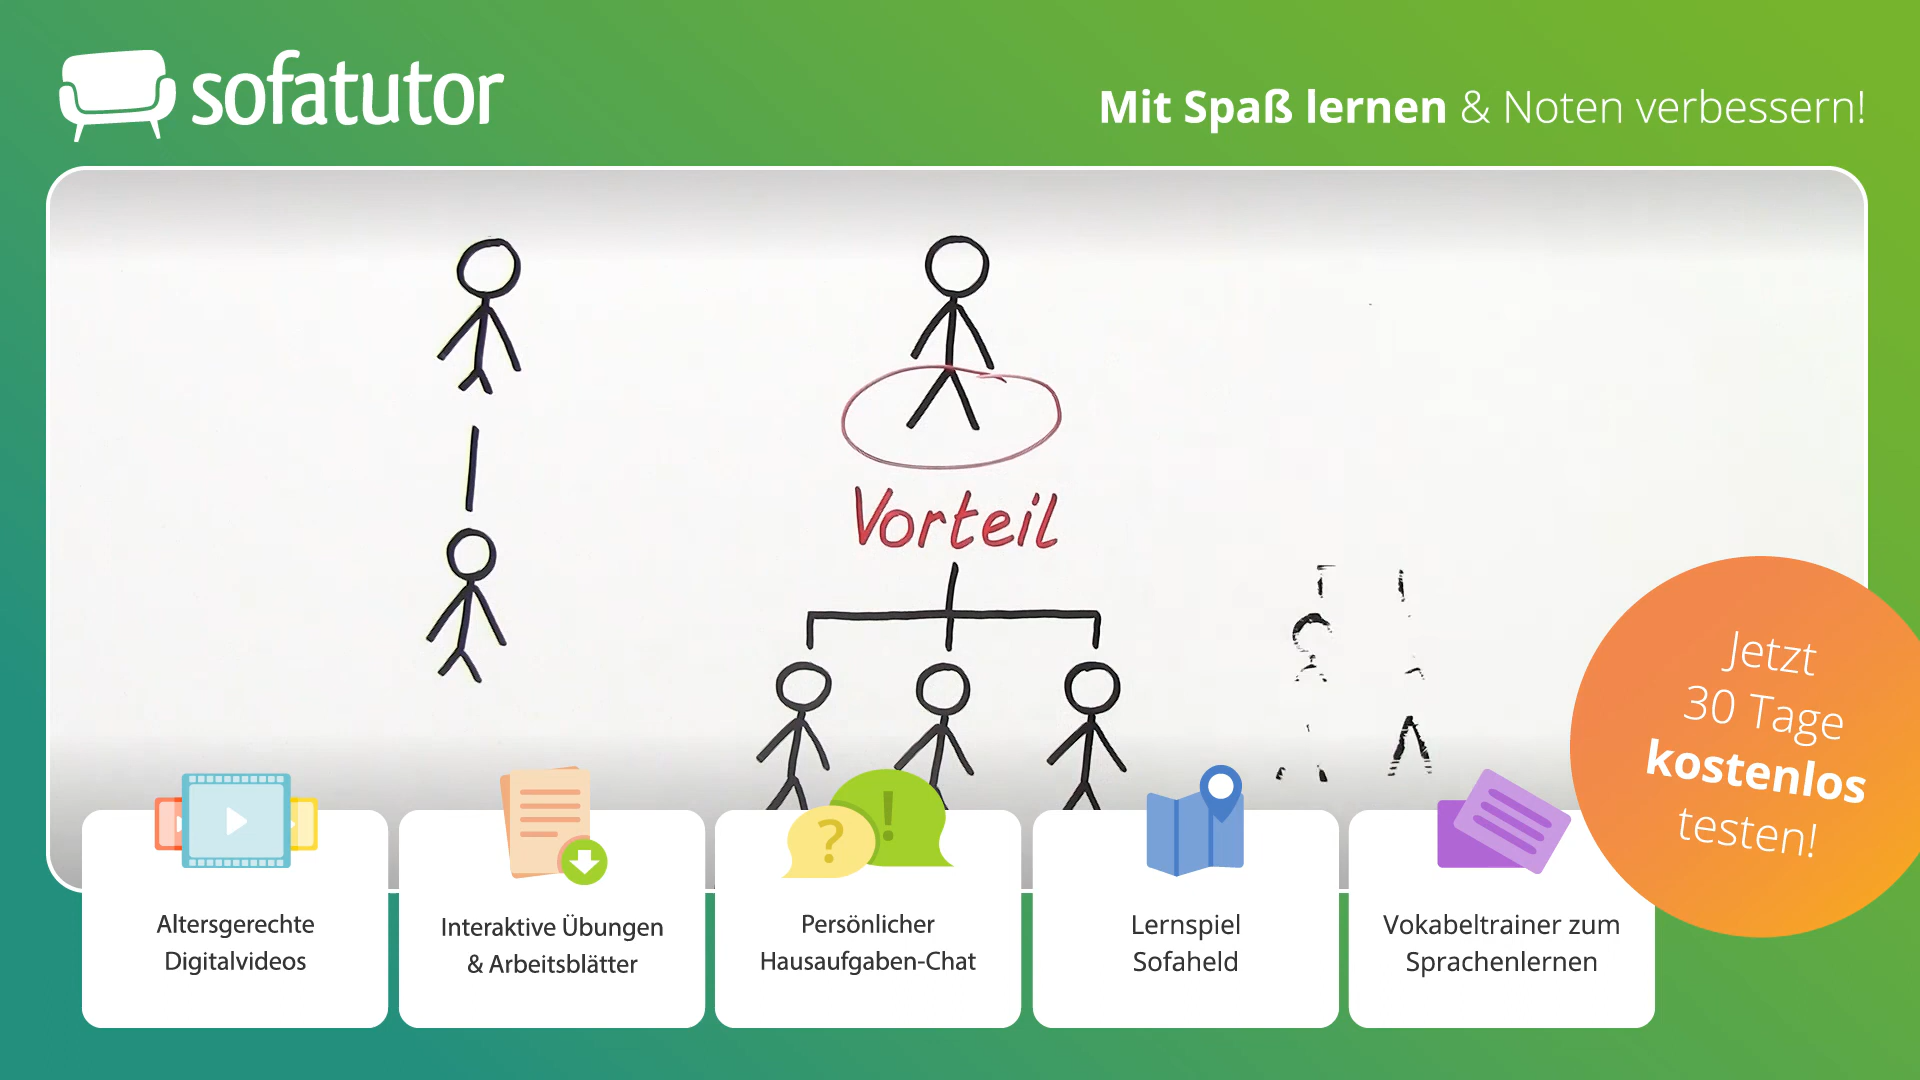 sofatutor
Mit Spaß lernen & Noten verbessern!
Vorteil
Jetzt
30 Tage
kostenlos
testen!
?
!
Altersgerechte
Digitalvideos
Interaktive Übungen
& Arbeitsblätter
Persönlicher
Hausaufgaben-Chat
Lernspiel
Sofaheld
Vokabeltrainer zum
Sprachenlernen